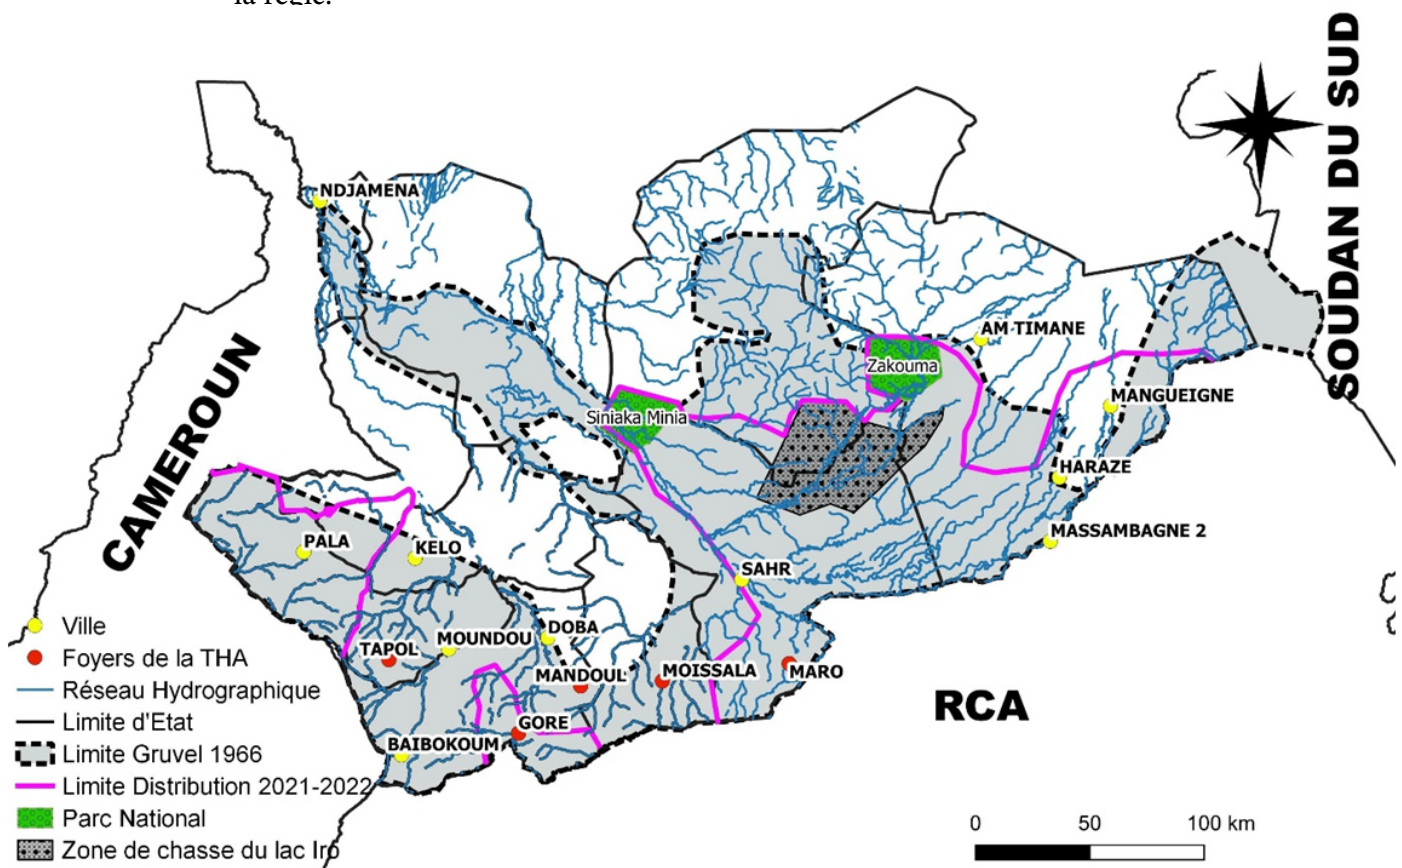 la règle.
SOUDAN DU SUD
NDJAMENA
CAMEROUN
AM TIMANE
Zakouma
MANGUEIGNE
Siniaka Minia
HARAZE
MASSAMBAGNE 2
PALA
KELO
SAHR
DOBA
MOUNDOU
TAPOL
MANDOUL
MOISSALA
MARO
GORE
BAIBOKOUM
RCA
Ville
Foyers de la THA
Réseau Hydrographique
Limite d'Etat
Limite Gruvel 1966
Limite Distribution 2021-2022
Parc National
Zone de chasse du lac Iro
0 50 100 km